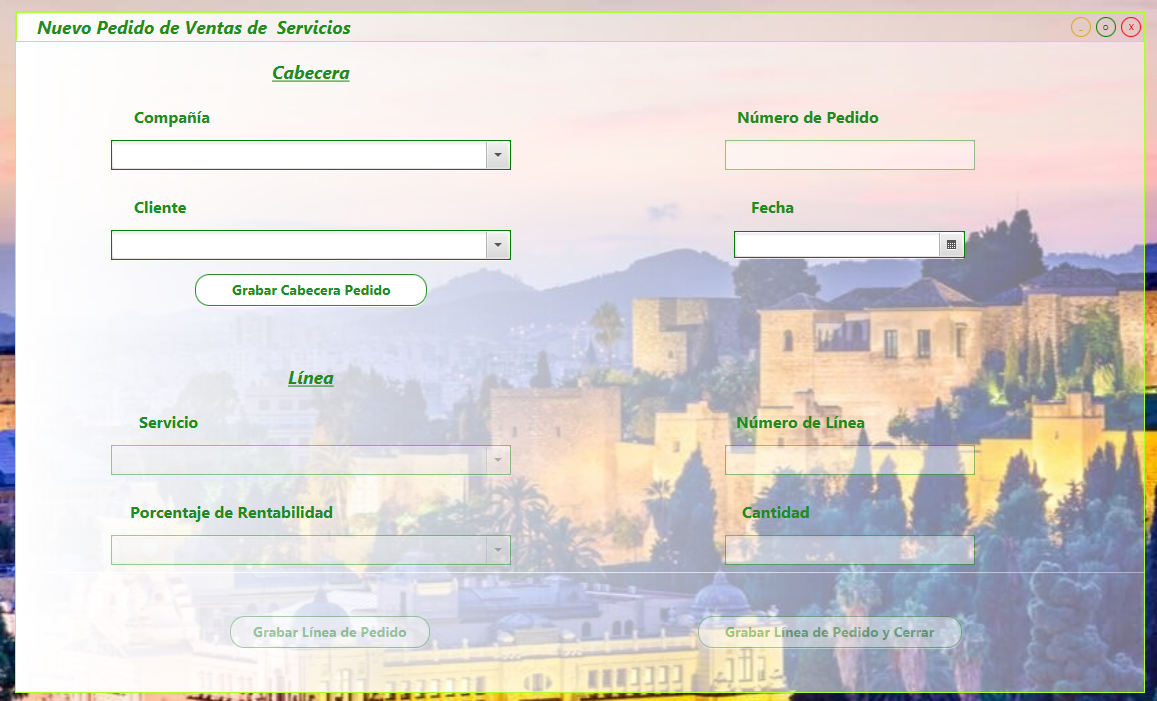 Nuevo Pedido de Ventas de  Servicios
- o x
Cabecera
Compañía
Número de Pedido
Cliente
Fecha
Grabar Cabecera Pedido
Línea
Servicio
Número de Línea
Porcentaje de Rentabilidad
Cantidad
Grabar Línea de Pedido
Grabar Línea de Pedido y Cerrar